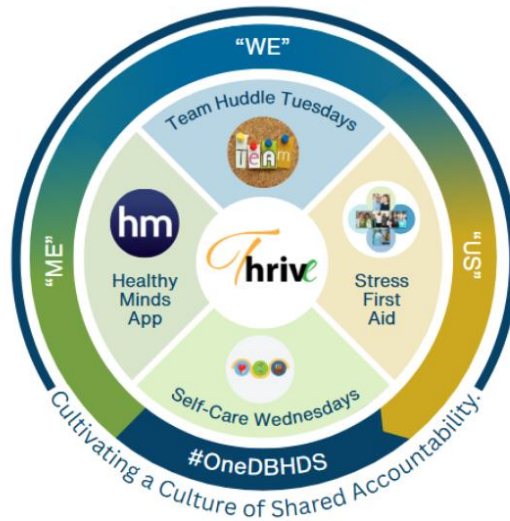 "WE"
Team Huddle Tuesdays
TEAm
"ME"
hm
Healthy
Minds
App
Thrive
Stress
First
Aid
"US"
Self-Care Wednesdays
#OneDBHDS
Cultivating a Culture of Shared Accountability.